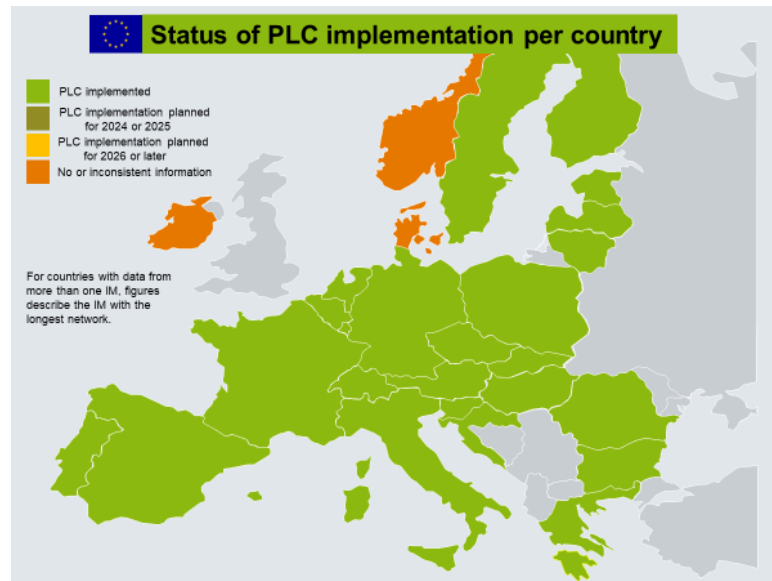 Status of PLC implementation per country
PLC implemented
PLC implementation planned
for 2024 or 2025
PLC implementation planned
for 2026 or later
No or inconsistent information
For countries with data from
more than one IM, figures
describe the IM with the
longest network.